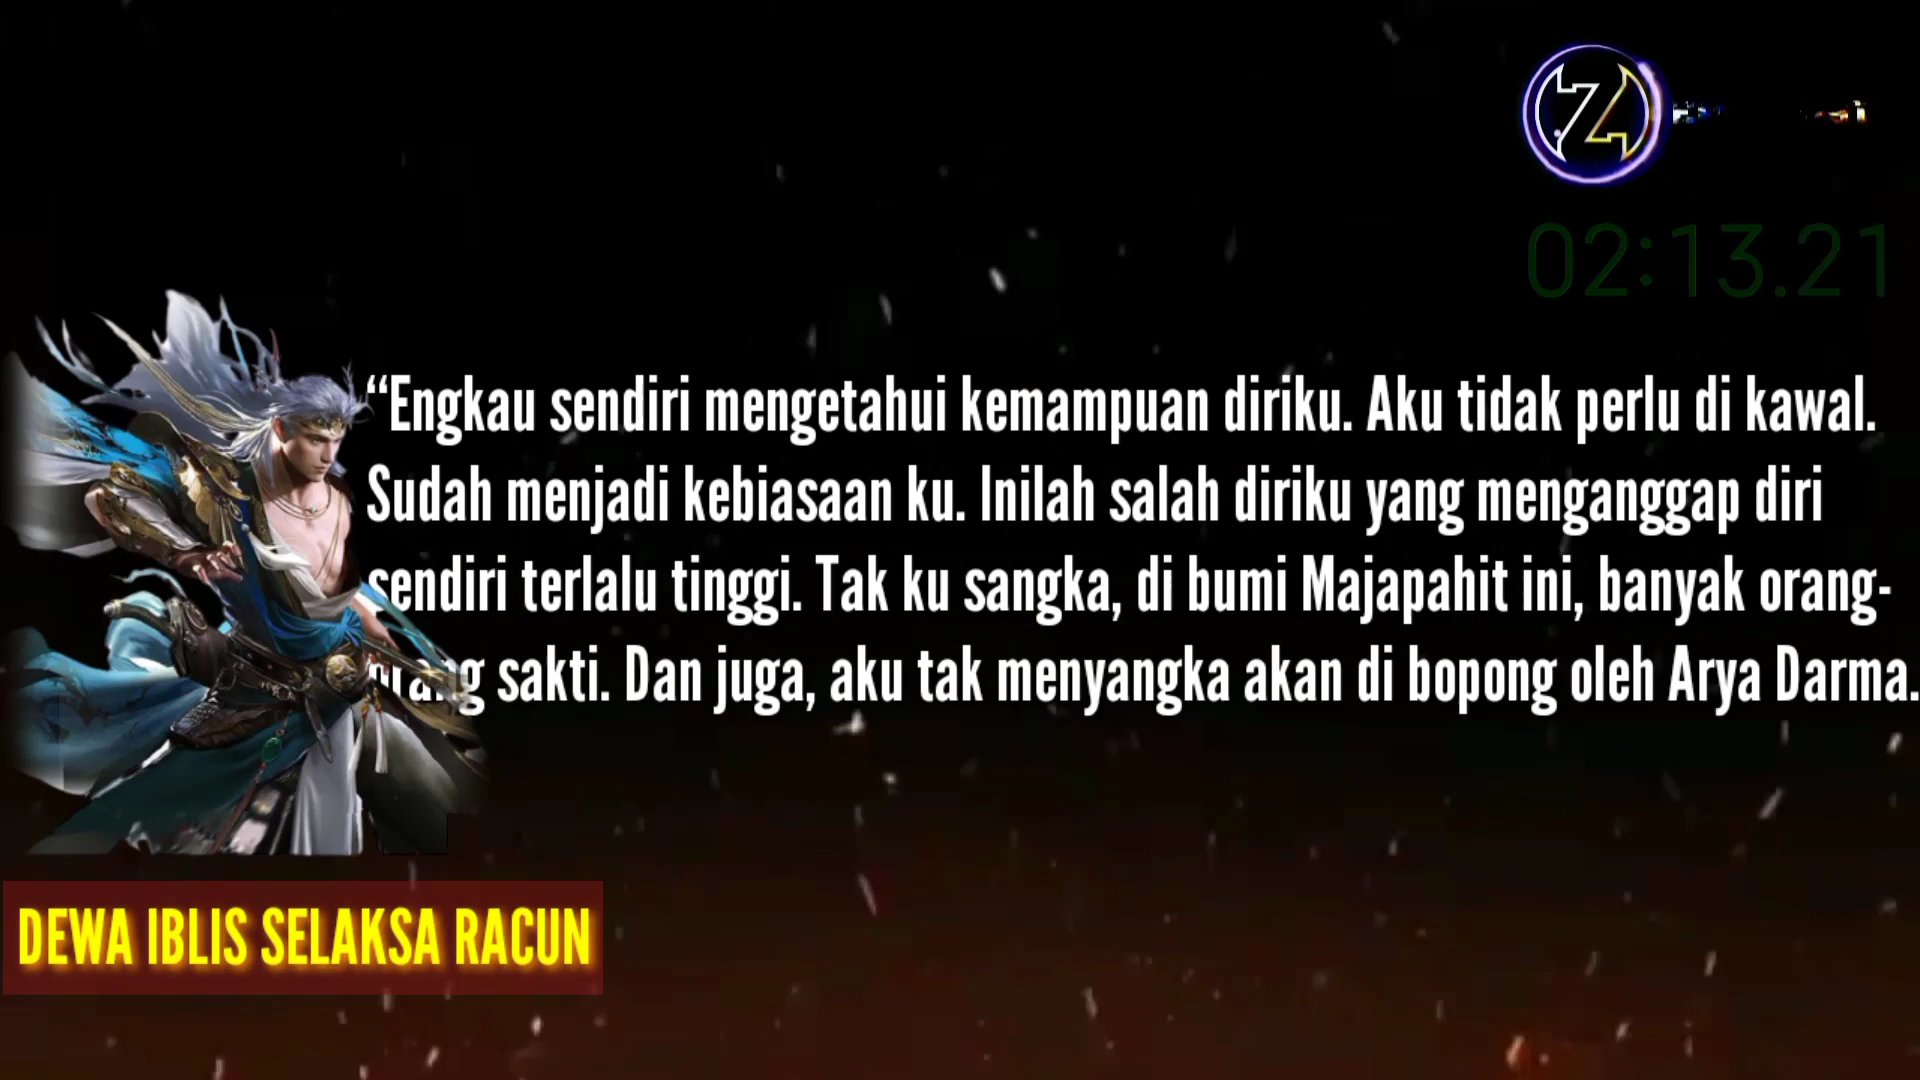 02:13.21
“Engkau sendiri mengetahui kemampuan diriku. Aku tidak perlu di kawal.
Sudah menjadi kebiasaan ku. Inilah salah diriku yang menganggap diri
sendiri terlalu tinggi. Tak ku sangka, di bumi Majapahit ini, banyak orang-
orang sakti. Dan juga, aku tak menyangka akan di bopong oleh Arya Darma.
DEWA IBLIS SELAKSA RACUN